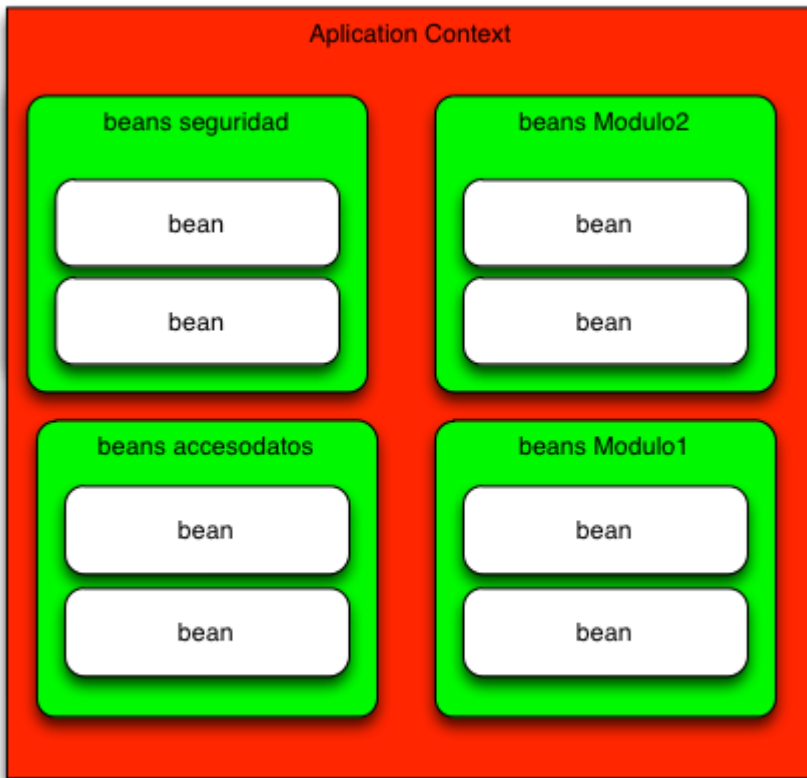 Aplication Context
beans seguridad
bean
bean
beans Modulo2
bean
bean
beans accesodatos
bean
bean
beans Modulo1
bean
bean